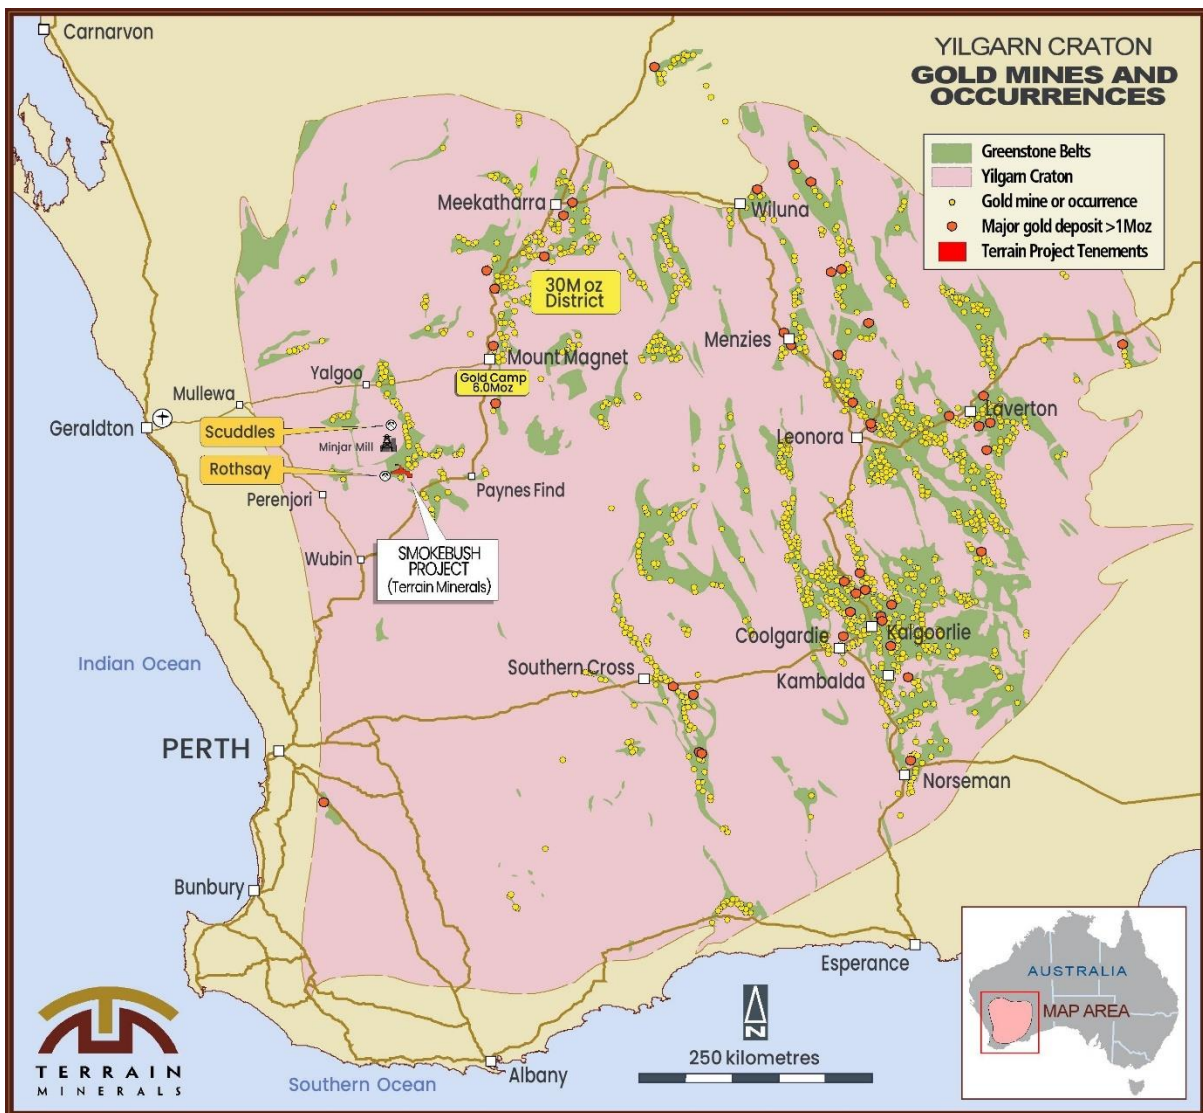 Carnarvon
YILGARN CRATON
GOLD MINES AND
OCCURRENCES
Greenstone Belts
Yilgarn Craton
Gold mine or occurrence
Major gold deposit >1Moz
Terrain Project Tenements
Meekatharra
Wiluna
30M oz
District
Menzies
Mount Magnet
Gold Camp
6.0Moz
Yalgoo
Mullewa
Geraldton
Scuddles
Minjar Mill
Rothsay
Laverton
Leonora
Paynes Find
Perenjori
Wubin
SMOKEBUSH
PROJECT
(Terrain Minerals)
Kalgoorlie
Coolgardie
Kambalda
Southern Cross
Indian Ocean
PERTH
Norseman
Bunbury
Esperance
Albany
Southern Ocean
N
250 kilometres
AUSTRALIA
MAP AREA
TERRAIN
MINERALS